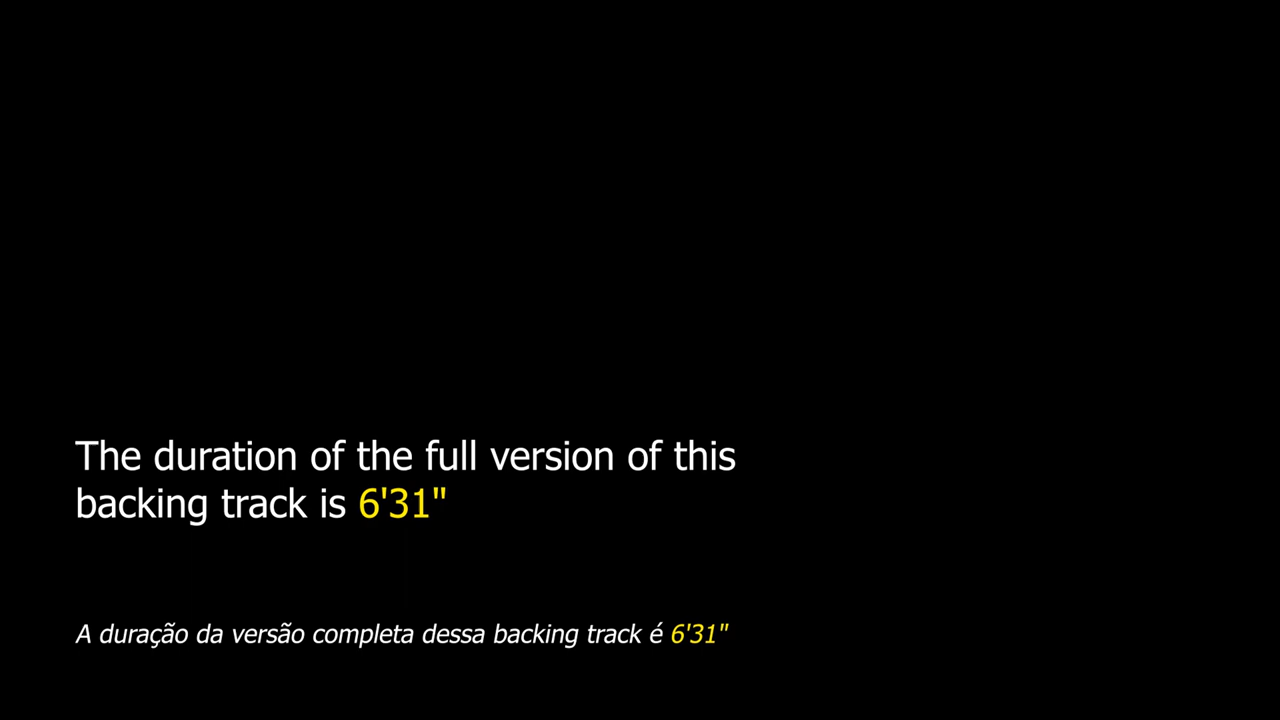 The duration of the full version of this
backing track is 6'31"
A duração da versão completa dessa backing track é 6'31"